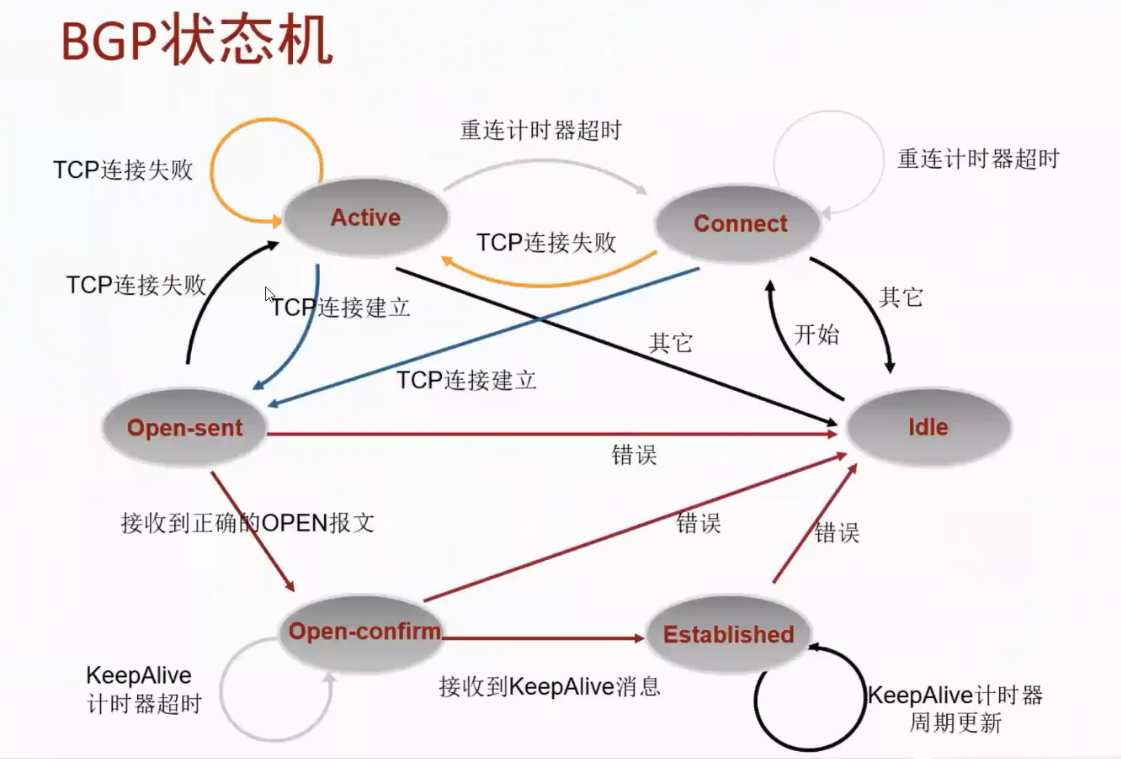 BGP状态机
重连计时器超时
TCP连接失败
重连计时器超时
Active
Connect
TCP连接失败
TCP连接失败
TCP连接建立
其它
开始
其它
TCP连接建立
Open-sent
Idle
错误
接收到正确的OPEN报文
错误
错误
Open-confirm
Established
KeepAlive
计时器超时
接收到KeepAlive消息
KeepAlive计时器
周期更新